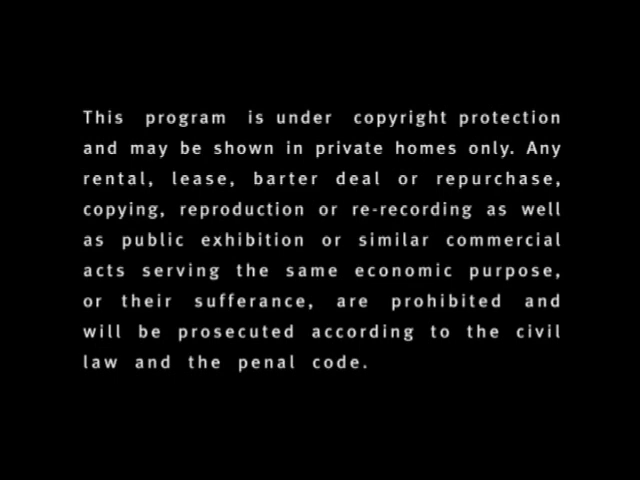 This program is under copyright protection
and may be shown in private homes only. Any
rental, lease, barter deal or repurchase,
copying, reproduction or re-recording as well
as public exhibition or similar commercial
acts serving the same economic purpose,
or their sufferance, are prohibited and
will be prosecuted according to the civil
law and the penal code.